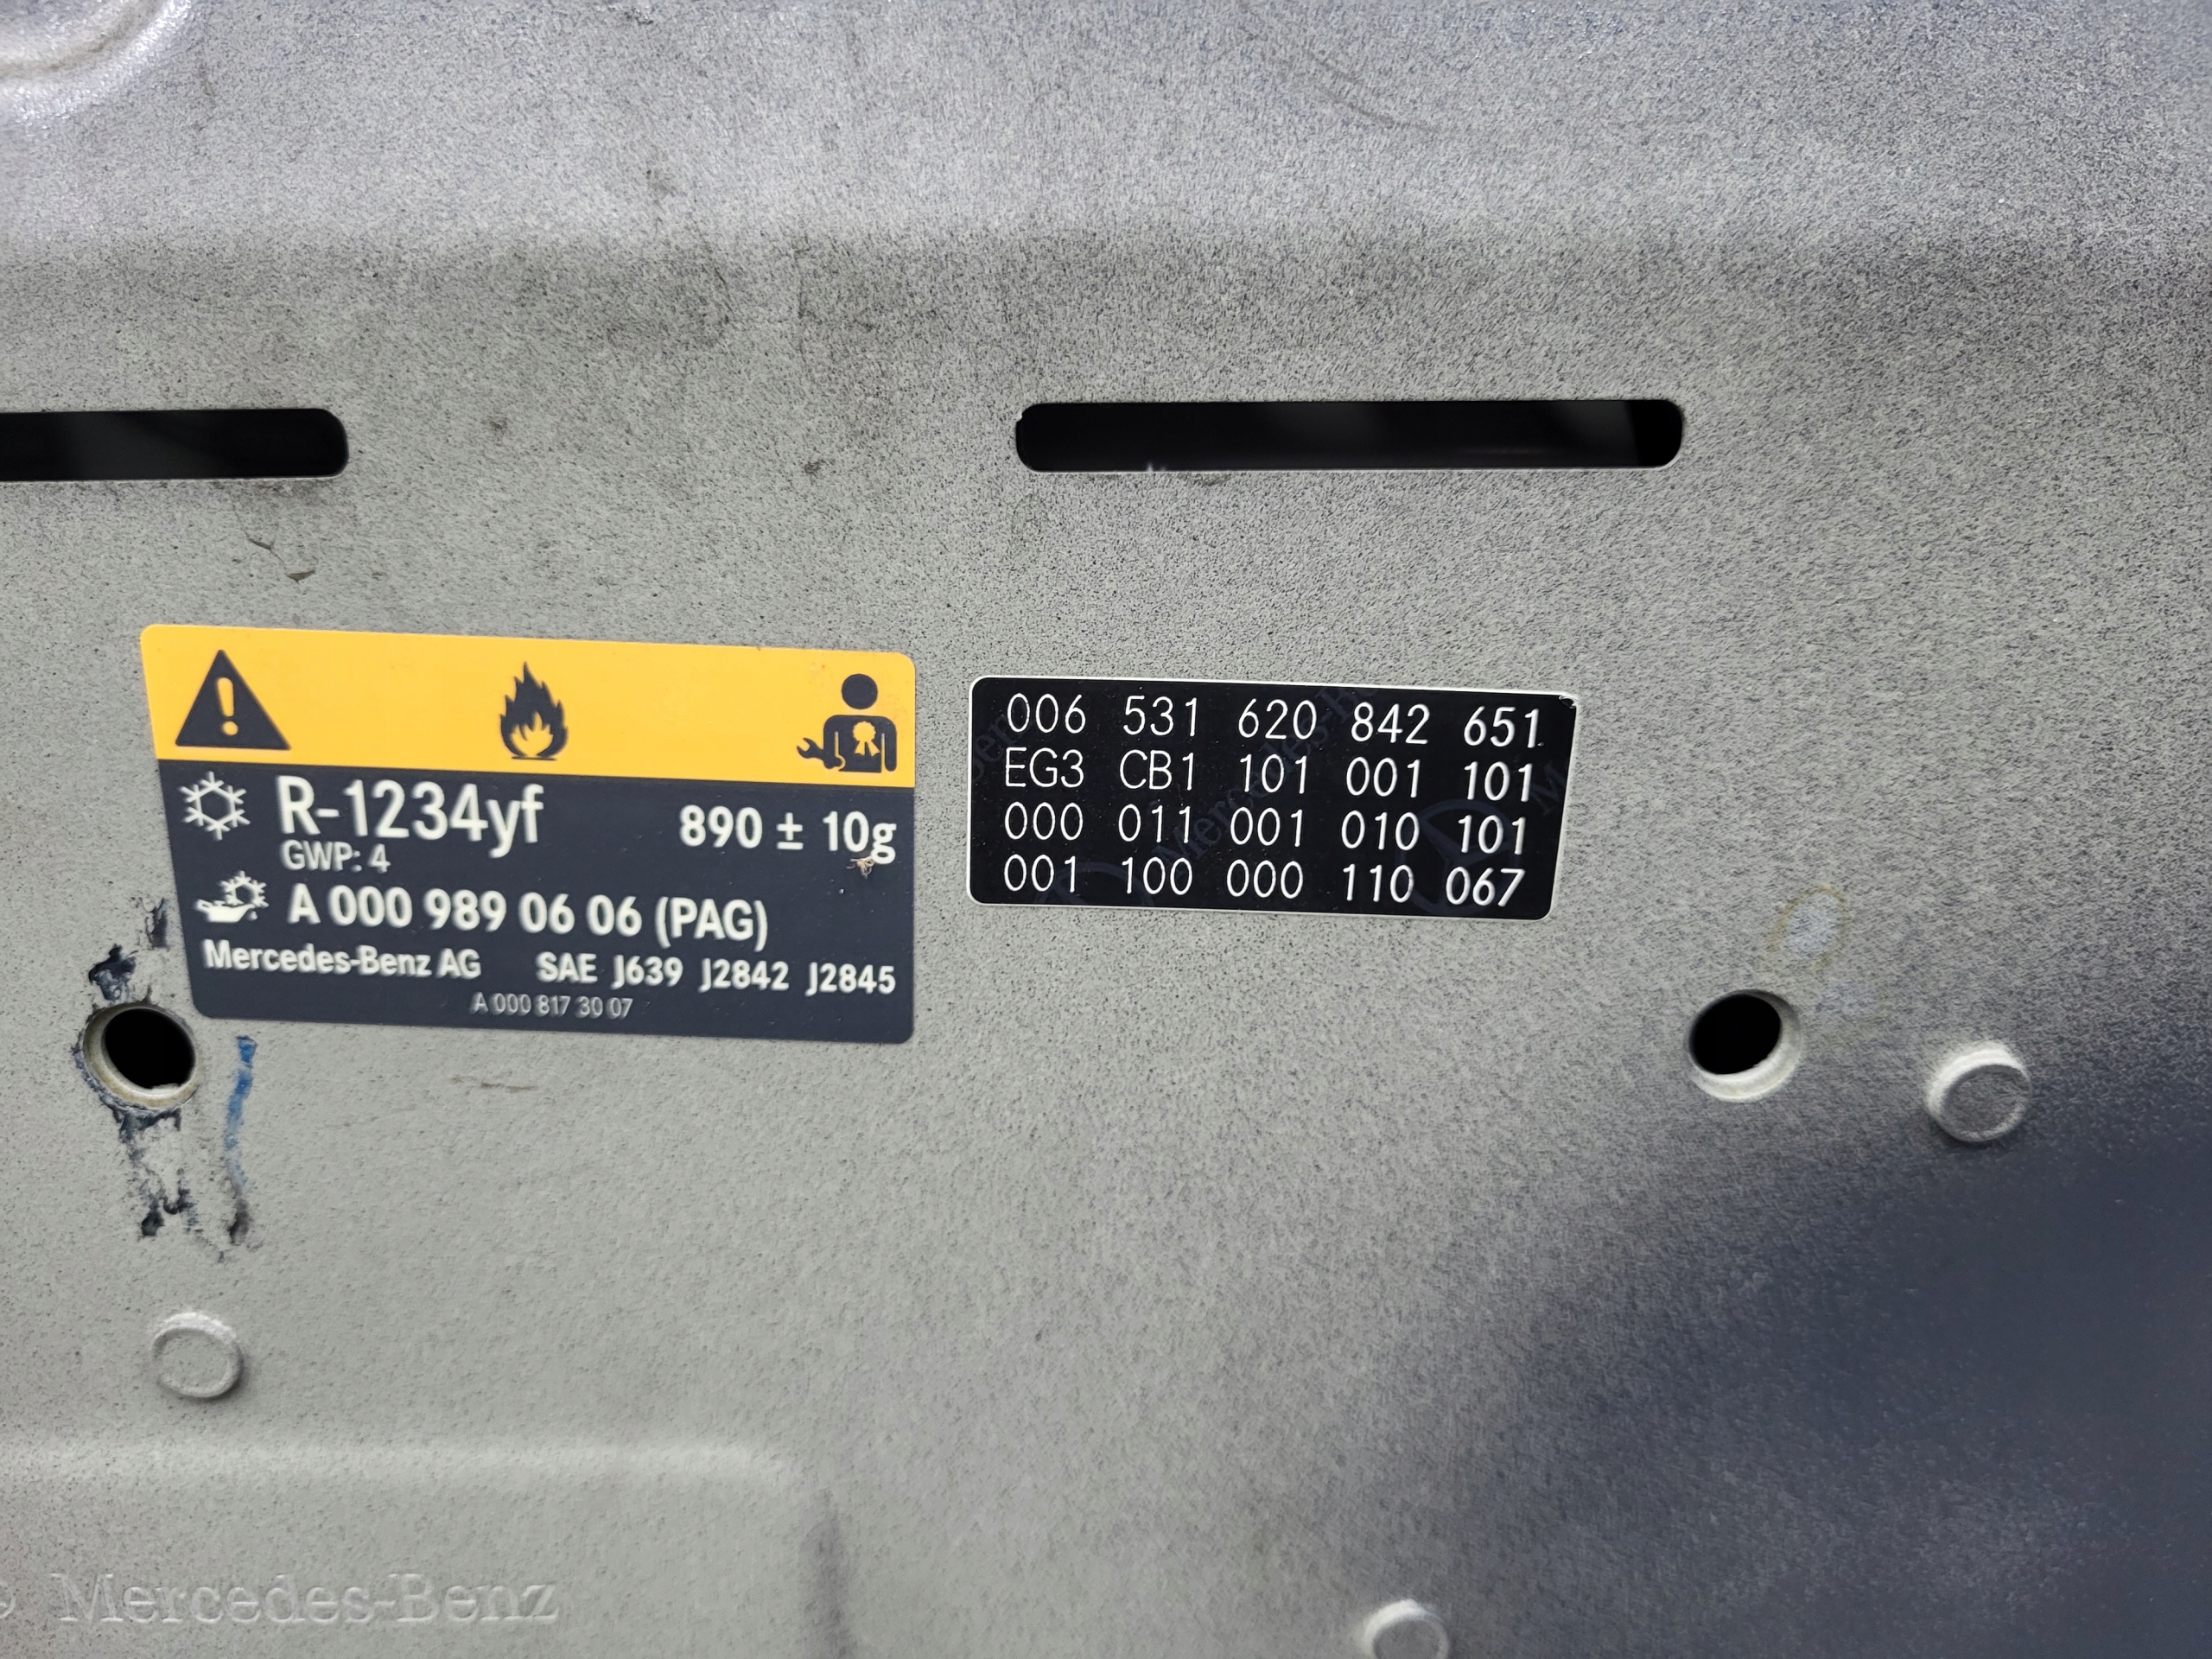 R-1234yf 890 ± 10g
GWP: 4
A 000 989 06 06 (PAG)
Mercedes-Benz AG SAE J639 J2842 J2845
A 000 817 30 07
006 531 620 842 651
EG3 CB1 101 001 101
000 011 001 010 101
001 100 000 110 067
Mercedes-Benz